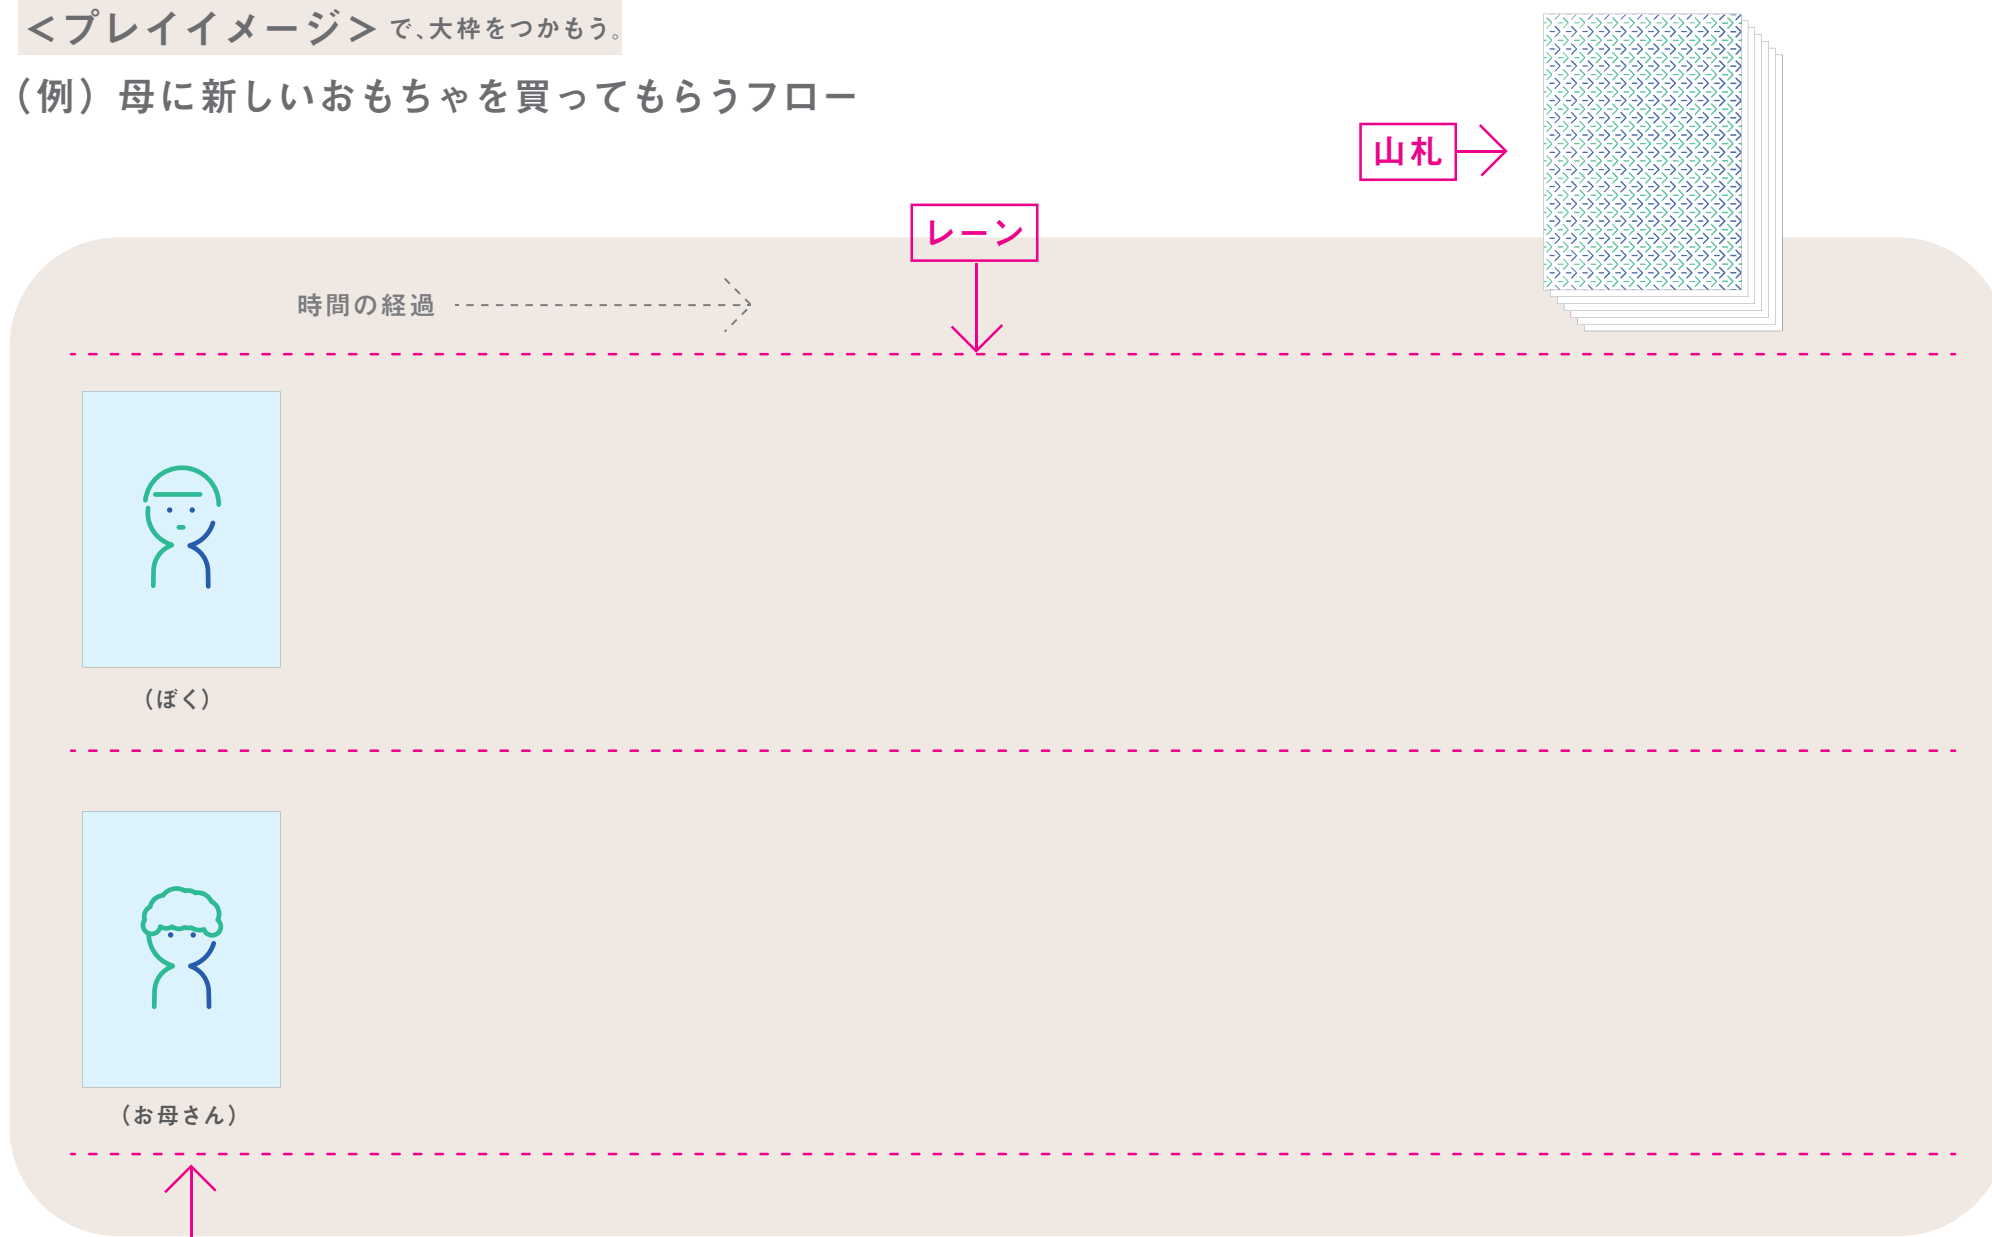 ＜プレイイメージ＞で、大枠をつかもう。
（例）母に新しいおもちゃを買ってもらうフロー
山札
レーン
時間の経過
（ぼく）
（お母さん）